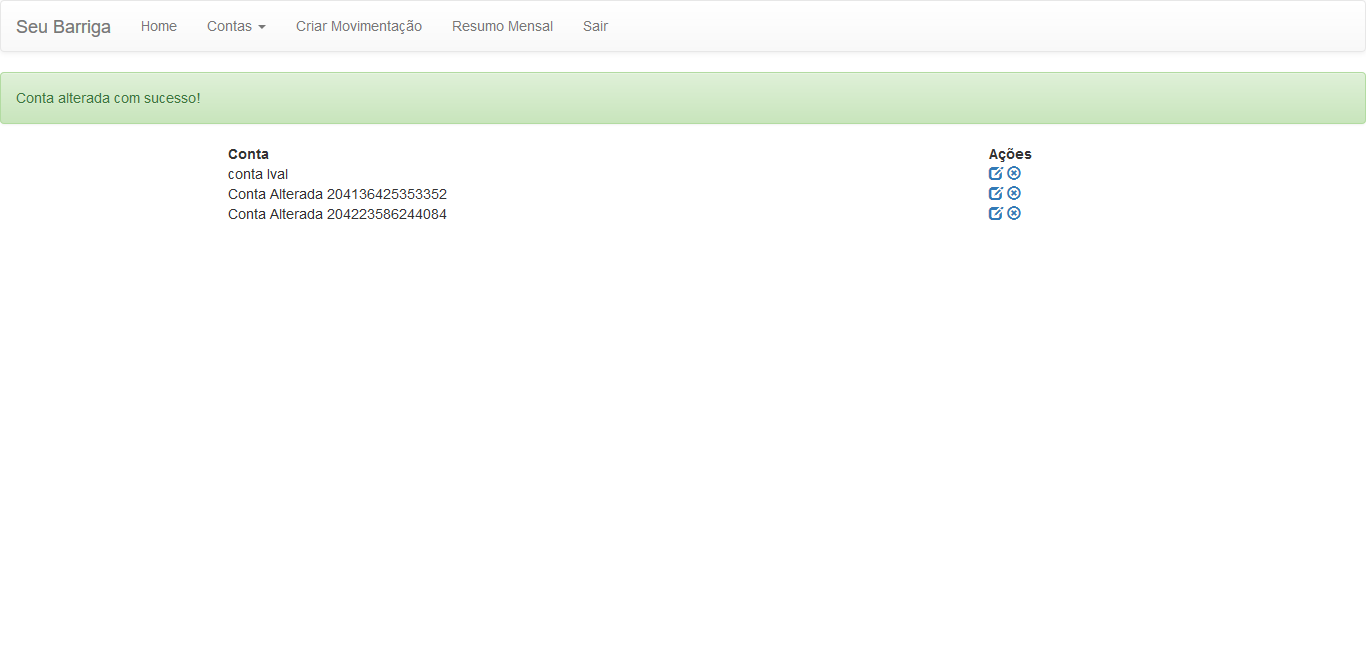 Seu Barriga Home Contas Criar Movimentação Resumo Mensal Sair
Conta alterada com sucesso!
Conta Ações
conta Ival
Conta Alterada 204136425353352
Conta Alterada 204223586244084